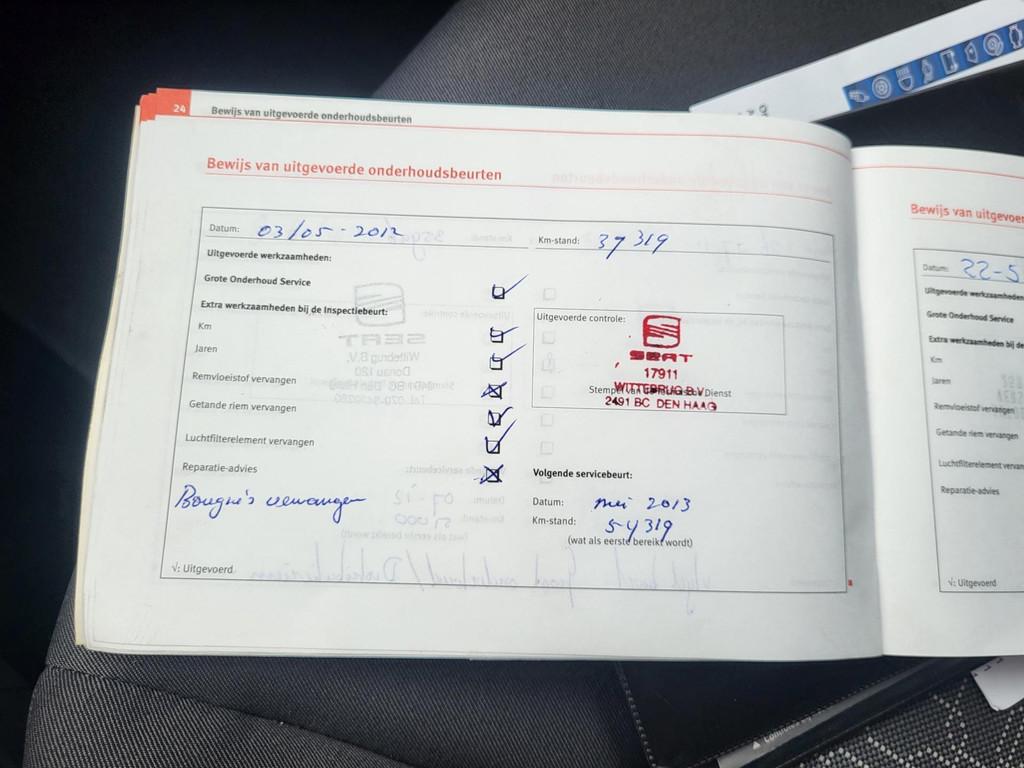 24 Bewijs van uitgevoerde onderhoudsbeurten
Bewijs van uitgevoerde onderhoudsbeurten
Datum: 03/05-2012 Km-stand: 37 319
Uitgevoerde werkzaamheden:
Grote Onderhoud Service
Extra werkzaamheden bij de Inspectiebeurt:
Km
Jaren
Remvloeistof vervangen
Getande riem vervangen
Luchtfilterelement vervangen
Reparatie-advies
Bougie's vervangen
√: Uitgevoerd
Uitgevoerde controle:
SEAT
17911
WITTEBRUG B.V.
Stempel van de Dienst
2491 BC DEN HAAG
Volgende servicebeurt:
Datum: mei 2013
Km-stand: 54319
(wat als eerste bereikt wordt)
Bewijs van uitgevoer
Datum: 22-5
Uitgevoerde werkzaamheden
Grote Onderhoud Service
Extra werkzaamheden bij de
Km
Jaren
Remvloeistof vervangen
Getande riem vervangen
Luchtfilterelement vervan
Reparatie-advies
√: Uitgevoerd